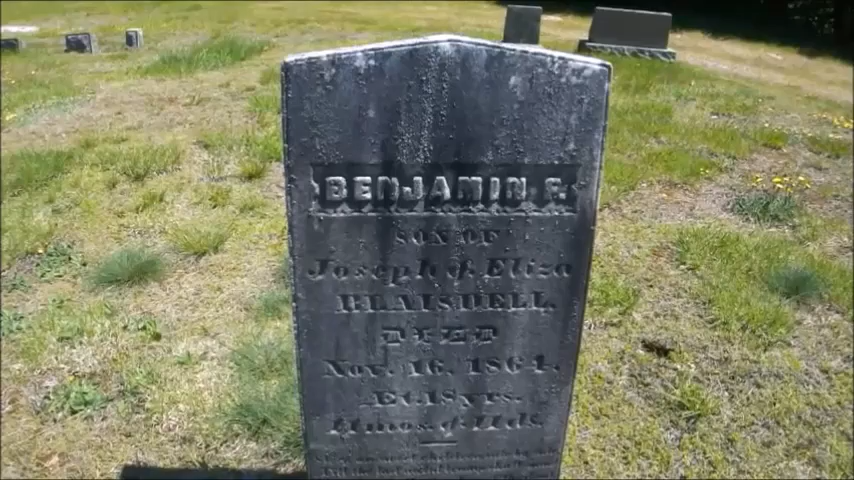 BENJAMIN F.
SON OF
Joseph & Eliza
BLAISDELL.
DIED
Nov. 16. 1864.
Æt. 18 yrs.
11 mos. & 11 ds.